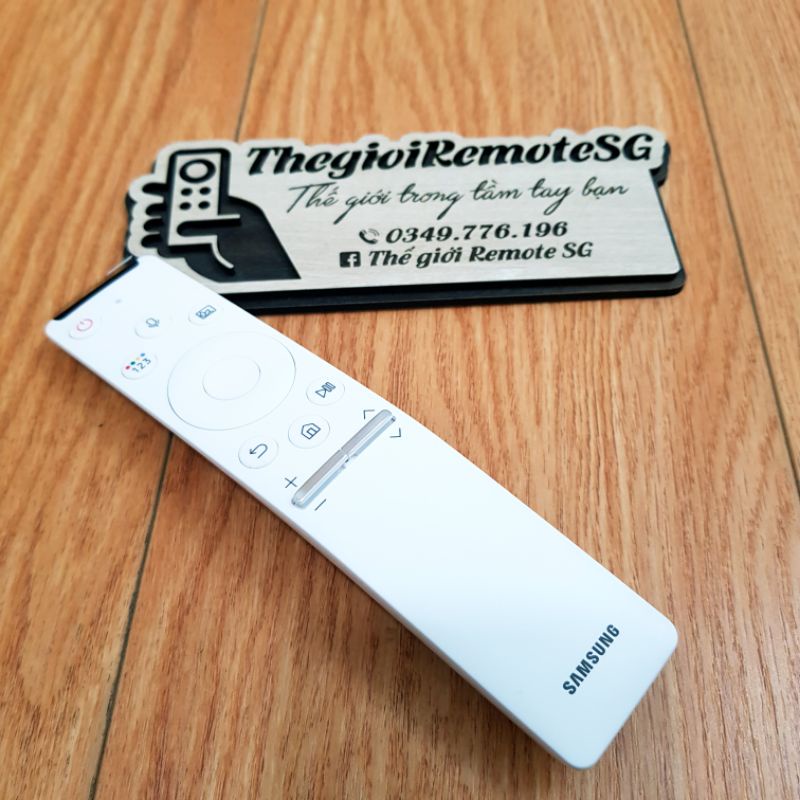 ThegioiRemoteSG
Thế giới trong tầm tay bạn
0349.776.196
Thế giới Remote SG
123
+
-
SAMSUNG